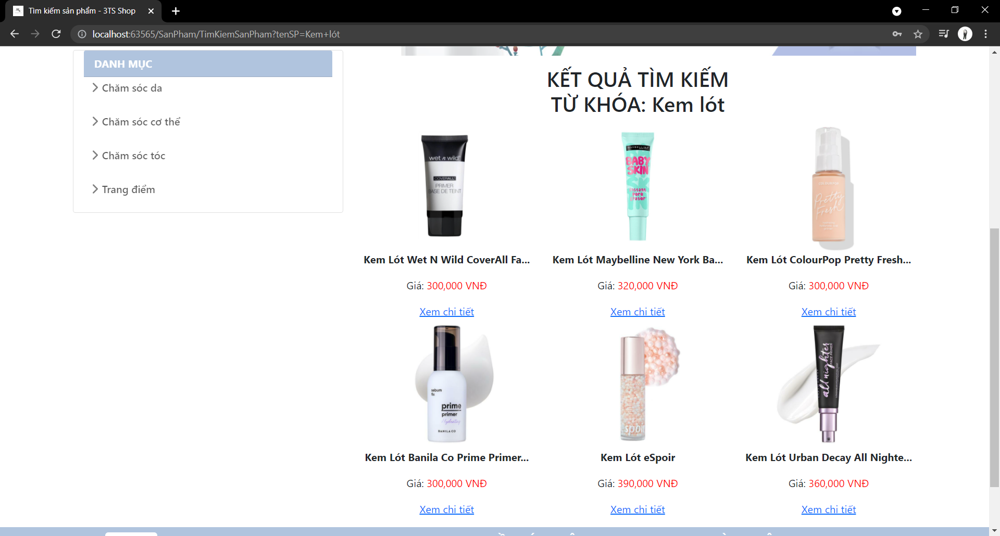 Tìm kiếm sản phẩm - 3TS Shop
localhost:63565/SanPham/TimKiemSanPham?tenSP=Kem+lót
DANH MỤC
Chăm sóc da
Chăm sóc cơ thể
Chăm sóc tóc
Trang điểm
KẾT QUẢ TÌM KIẾM
TỪ KHÓA: Kem lót
wet n wild
COVERALL
PRIMER
BASE DE TEINT
MAYBELLINE
BABY
SKIN
instant
pore
eraser
COLOURPOP
Pretty
Fresh
Kem Lót Wet N Wild CoverAll Fa...
Kem Lót Maybelline New York Ba...
Kem Lót ColourPop Pretty Fresh...
Giá: 300,000 VNĐ
Giá: 320,000 VNĐ
Giá: 300,000 VNĐ
Xem chi tiết
Xem chi tiết
Xem chi tiết
sebum
fix
prime
primer
Hydrating
BANILA CO
spoir
all nighter
FACE PRIMER
Kem Lót Banila Co Prime Primer...
Kem Lót eSpoir
Kem Lót Urban Decay All Nighte...
Giá: 300,000 VNĐ
Giá: 390,000 VNĐ
Giá: 360,000 VNĐ
Xem chi tiết
Xem chi tiết
Xem chi tiết